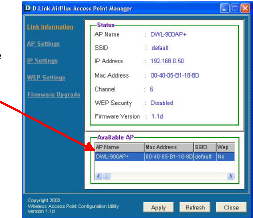 D-Link AirPlus Access Point Manager
Link Information
AP Settings
IP Settings
WEP Settings
Firmware Upgrade
Status
AP Name : DWL-900AP+
SSID : default
IP Address : 192.168.0.50
Mac Address : 00-40-05-B1-18-8D
Channel : 6
WEP Security : Disabled
Firmware Version : 1.1d
Available AP
AP Name Mac Address SSID Wep
DWL-900AP+ 00-40-05-B1-18-8D default No
Copyright 2002
Wireless Access Point Configuration Utility
Version 1.1d
Apply Refresh Close